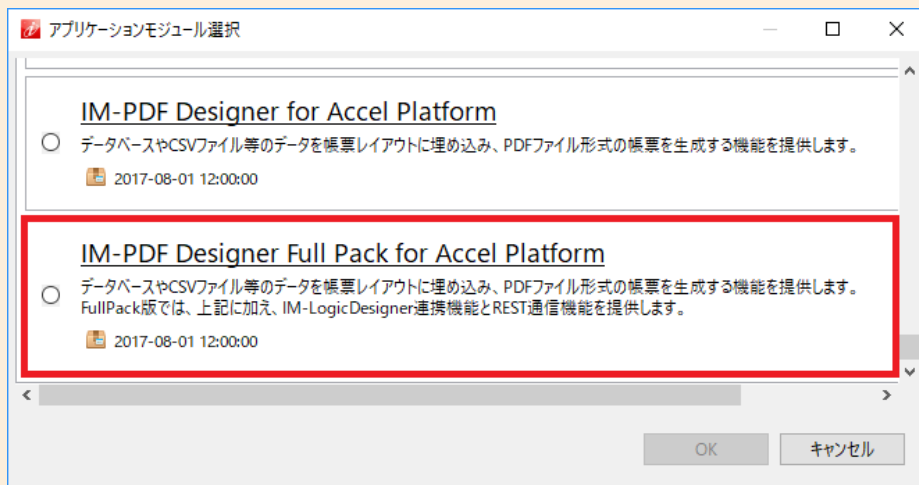 アプリケーションモジュール選択
IM-PDF Designer for Accel Platform
データベースやCSVファイル等のデータを帳票レイアウトに埋め込み、PDFファイル形式の帳票を生成する機能を提供します。
2017-08-01 12:00:00
IM-PDF Designer Full Pack for Accel Platform
データベースやCSVファイル等のデータを帳票レイアウトに埋め込み、PDFファイル形式の帳票を生成する機能を提供します。
FullPack版では、上記に加え、IM-LogicDesigner連携機能とREST通信機能を提供します。
2017-08-01 12:00:00
OK
キャンセル